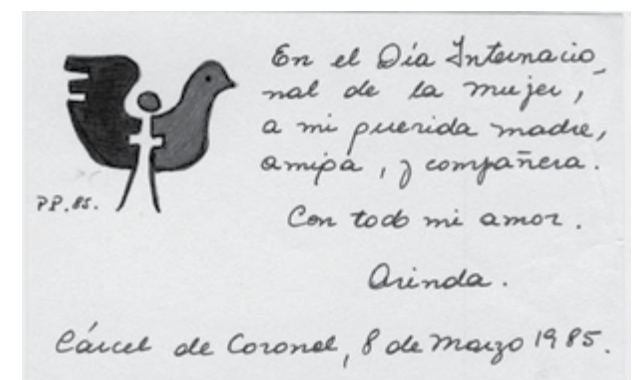 En el Día Internacio_
nal de la mujer,
a mi querida madre,
amiga, y compañera.
P.P.85.
Con todo mi amor.
Arinda.
Cárcel de Coronel, 8 de Marzo 1985.